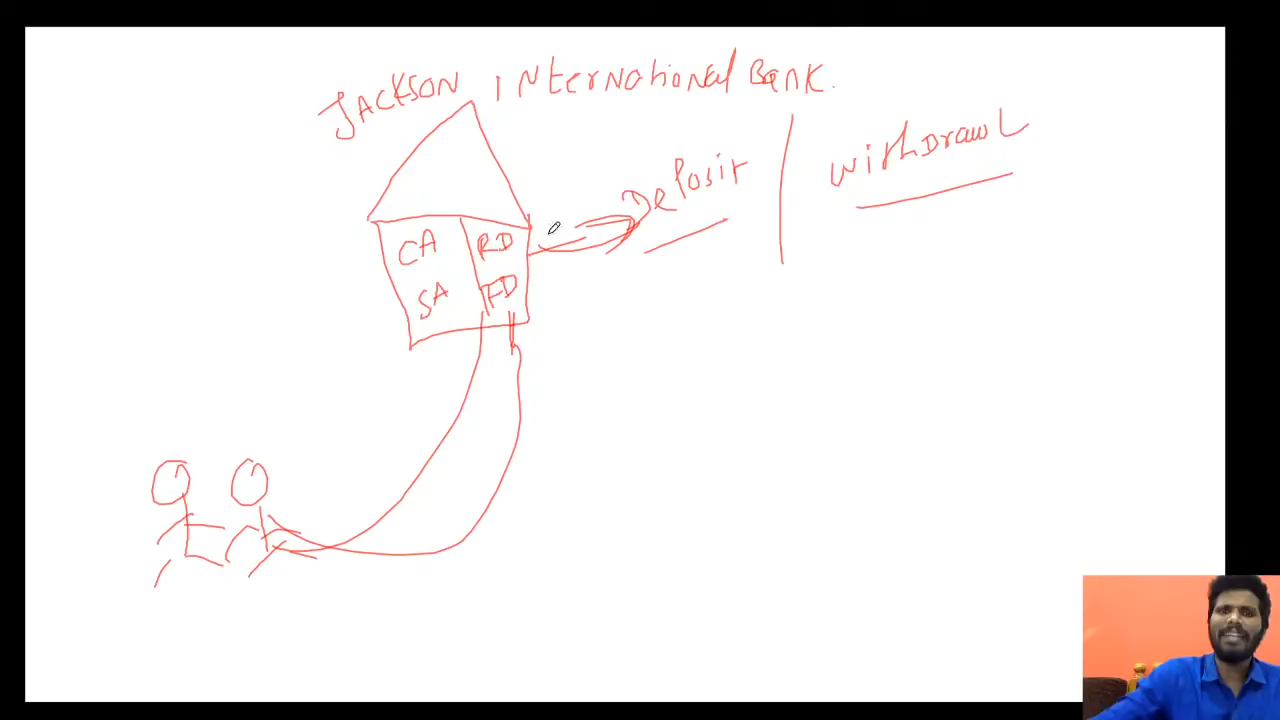 JACKSON INTERNATIONAL BANK.
Deposit
withDrawL
CA RD
SA FD